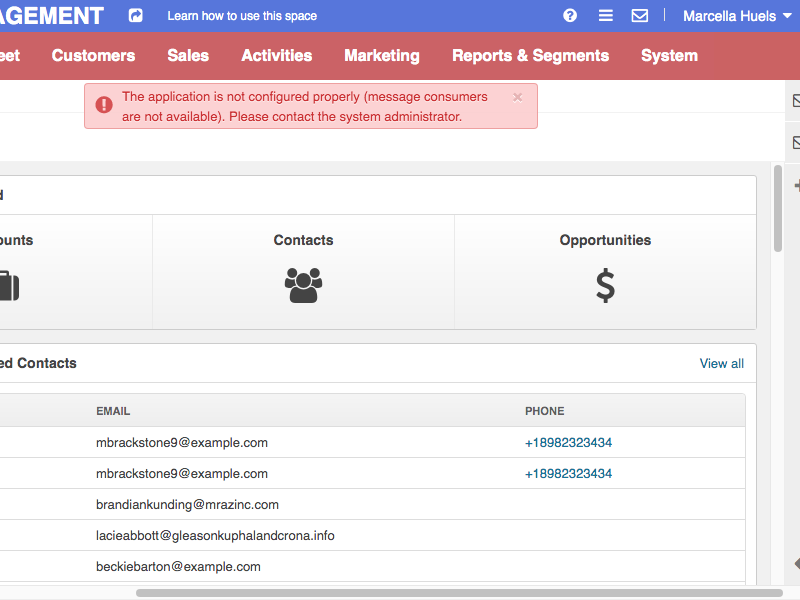 AGEMENT Learn how to use this space Marcella Huels
eet Customers Sales Activities Marketing Reports & Segments System
The application is not configured properly (message consumers
are not available). Please contact the system administrator.
d
ounts Contacts Opportunities
ed Contacts View all
EMAIL PHONE
mbrackstone9@example.com +18982323434
mbrackstone9@example.com +18982323434
brandiankunding@mrazinc.com
lacieabbott@gleasonkuphalandcrona.info
beckiebarton@example.com